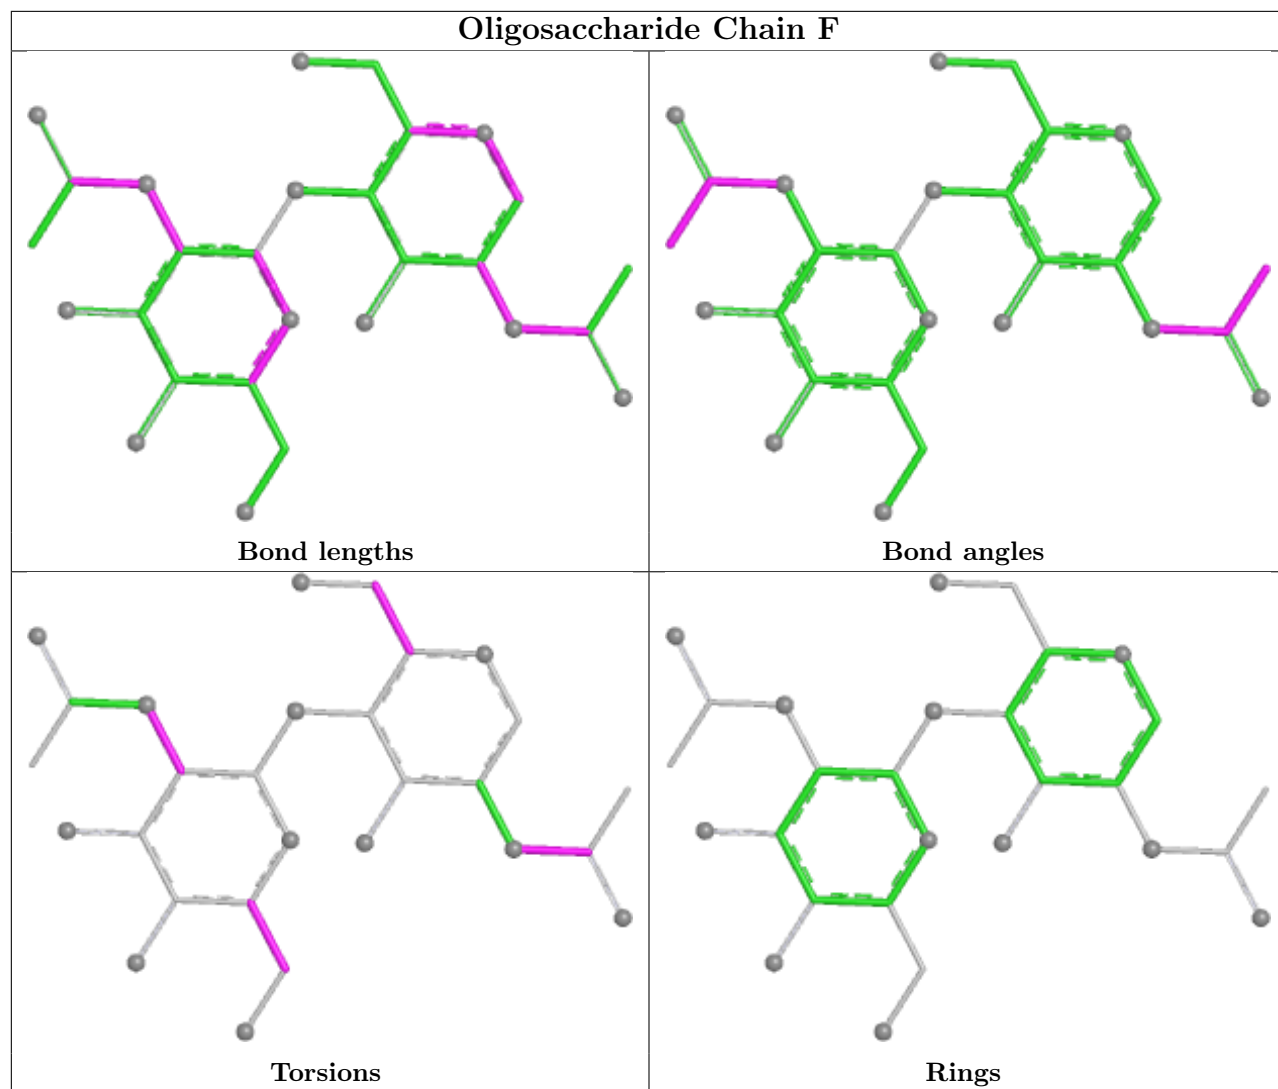 Oligosaccharide Chain F
Bond lengths
Bond angles
Torsions
Rings